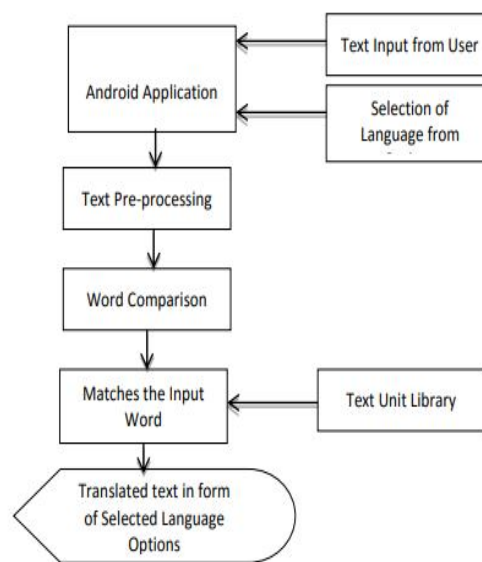 Text Input from User
Android Application
Selection of
Language from
Text Pre-processing
Word Comparison
Matches the Input
Word
Text Unit Library
Translated text in form
of Selected Language
Options